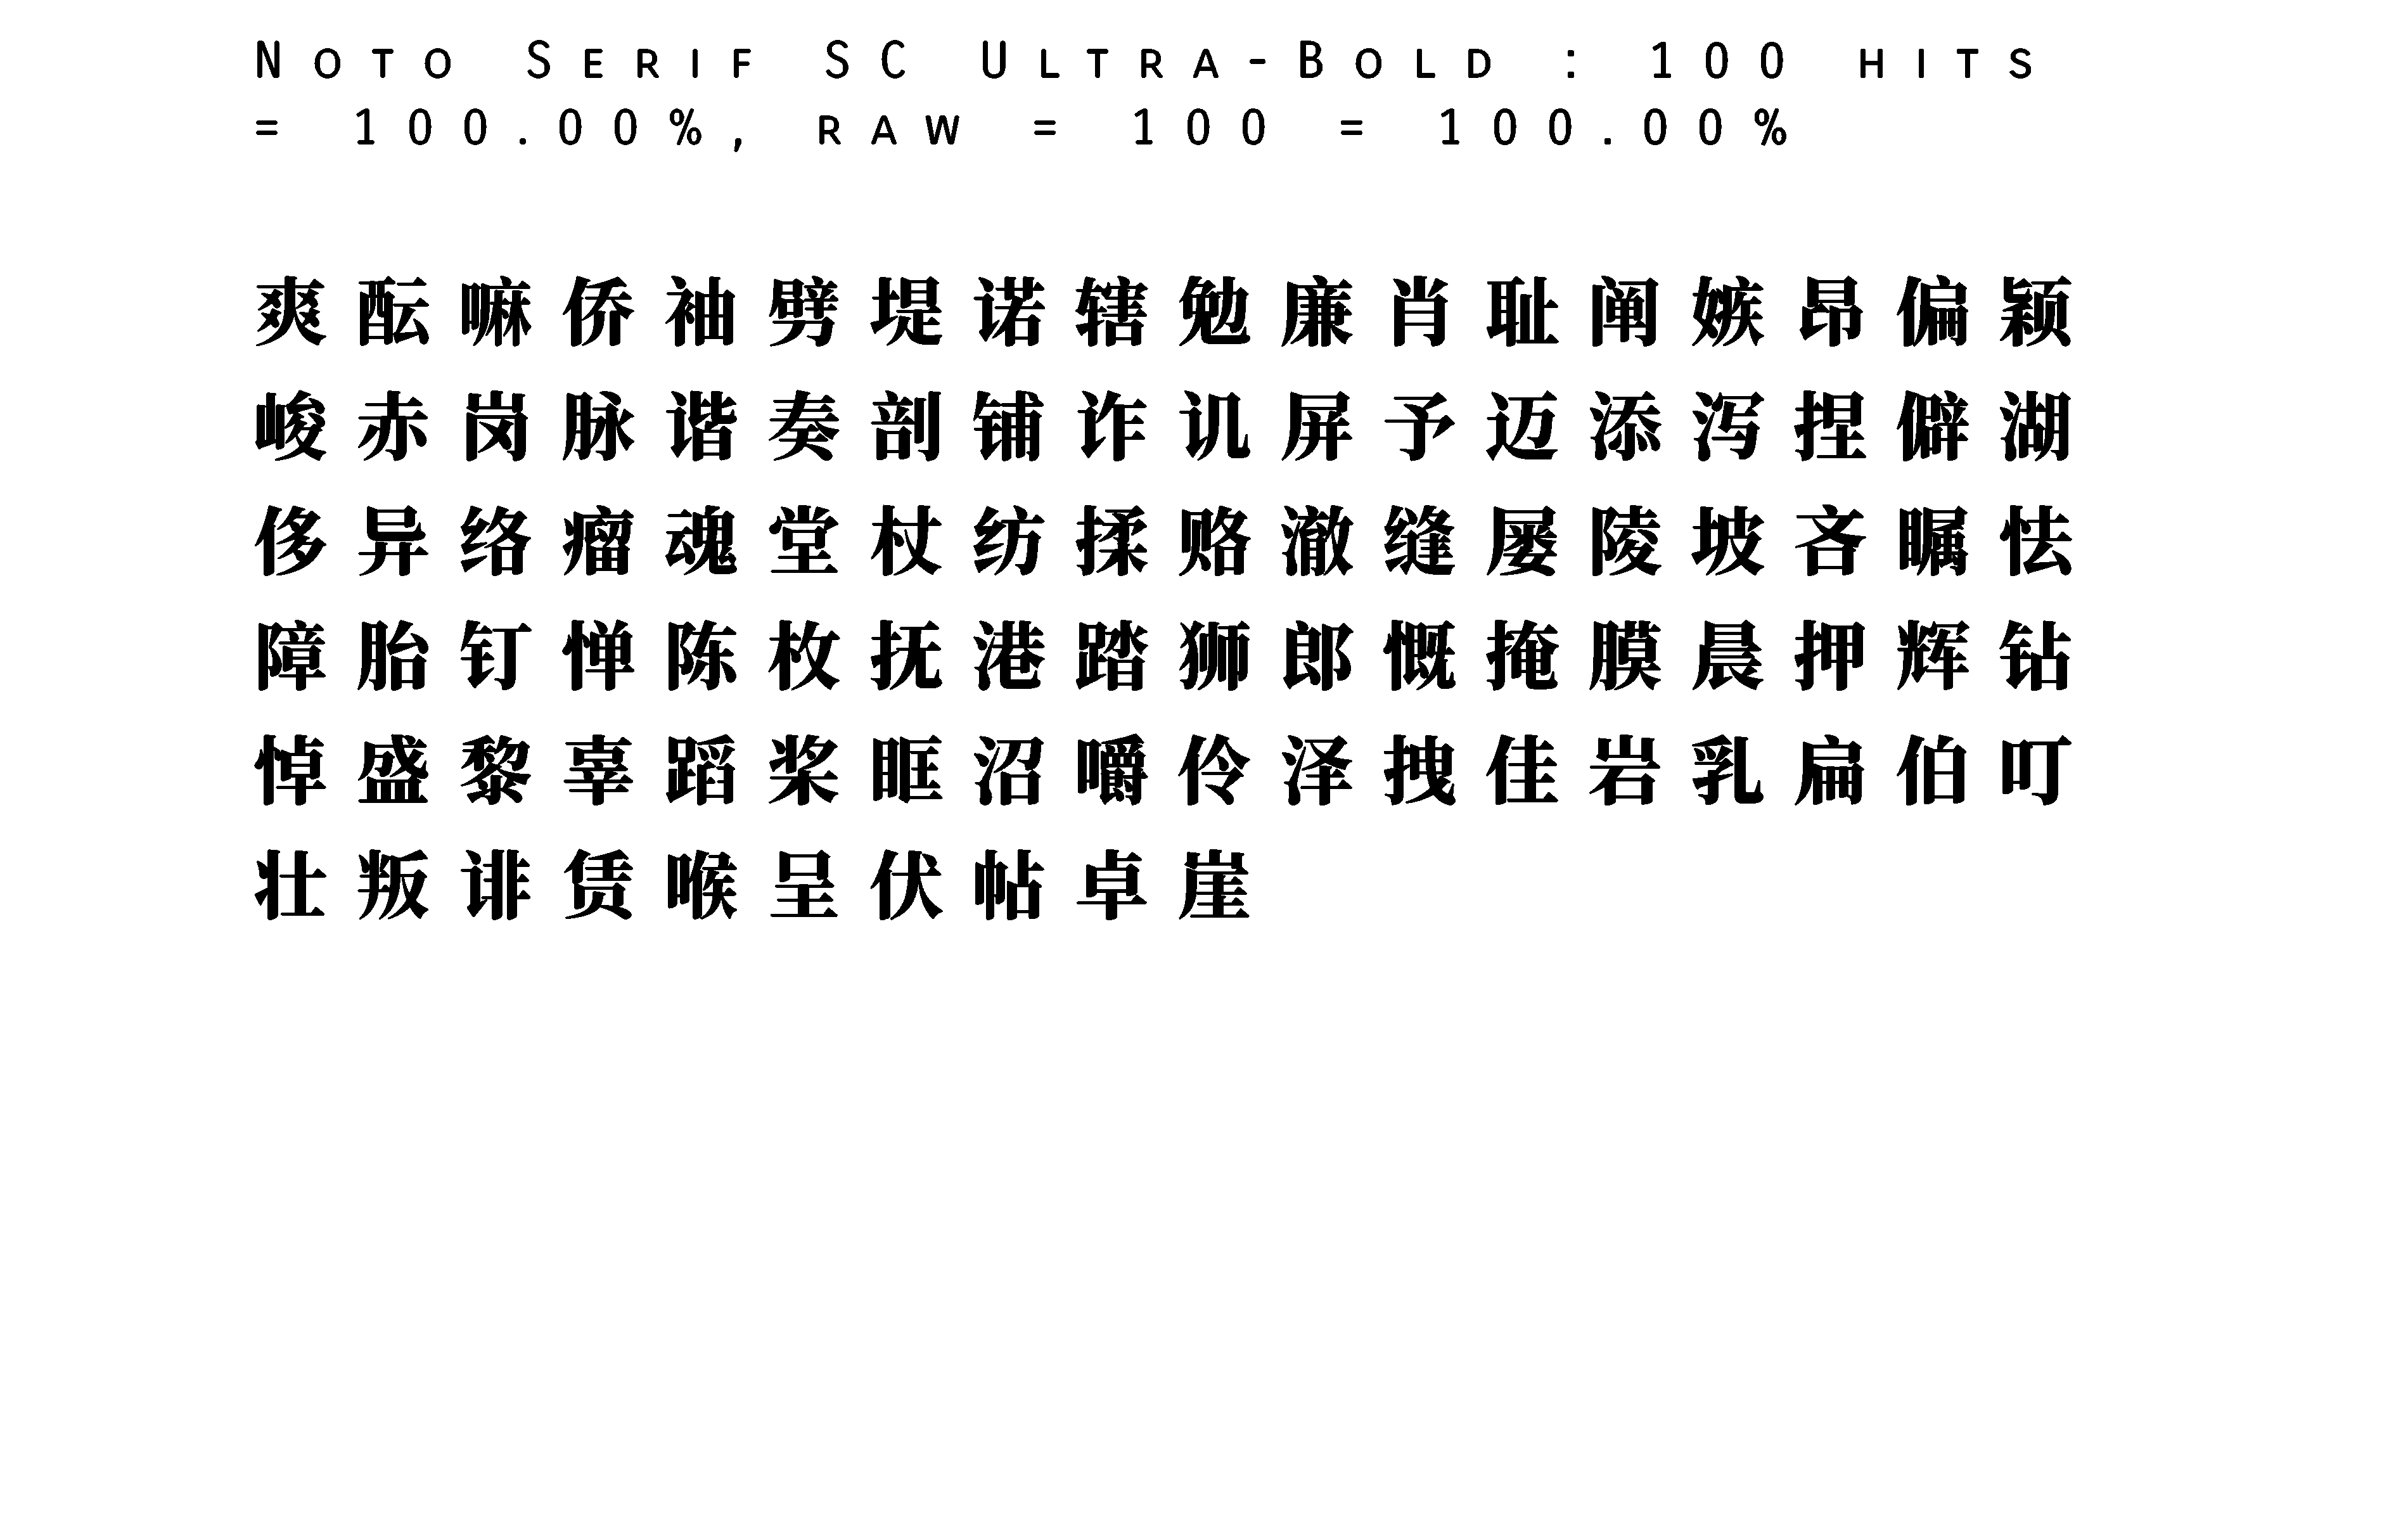 Noto Serif SC Ultra-Bold : 100 hits
= 100.00%, raw = 100 = 100.00%
爽酝嘛侨袖劈堤诺辖勉廉肖耻阐嫉昂偏颖
峻赤岗脉谐奏剖铺诈讥屏予迈添泻捏僻湖
侈异络瘤魂堂杖纺揉赂澈缝屡陵坡吝瞩怯
障胎钉惮陈枚抚港踏狮郎慨掩膜晨押辉钻
悼盛黎辜蹈桨眶沼嚼伶泽拽佳岩乳扁伯叮
壮叛诽赁喉呈伏帖卓崖